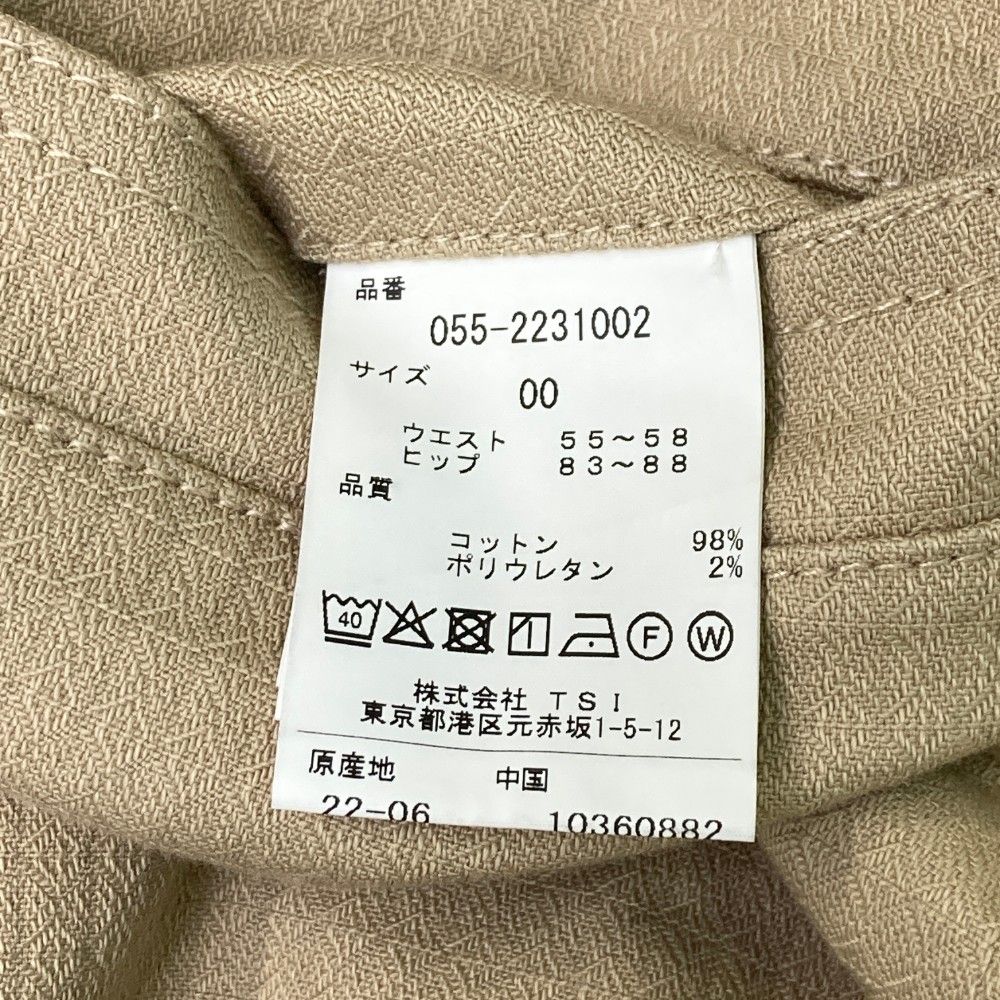 品番
055-2231002
サイズ
00
ウエスト 55～58
ヒップ 83～88
品質
コットン 98%
ポリウレタン 2%
40 F W
株式会社 TSI
東京都港区元赤坂1-5-12
原産地 中国
22-06 10360882